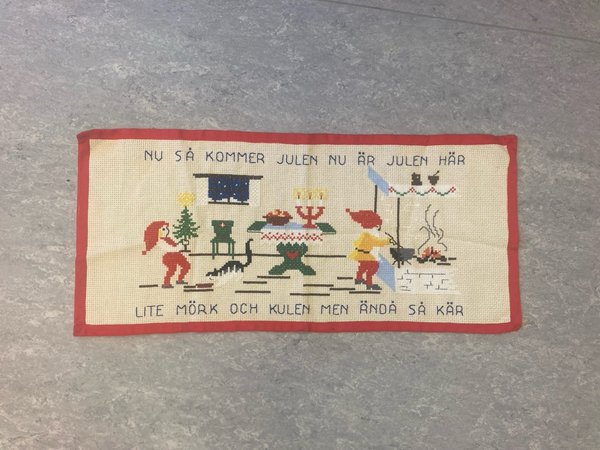 NU SÅ KOMMER JULEN NU ÄR JULEN HÄR
LITE MÖRK OCH KULEN MEN ÄNDÅ SÅ KÄR